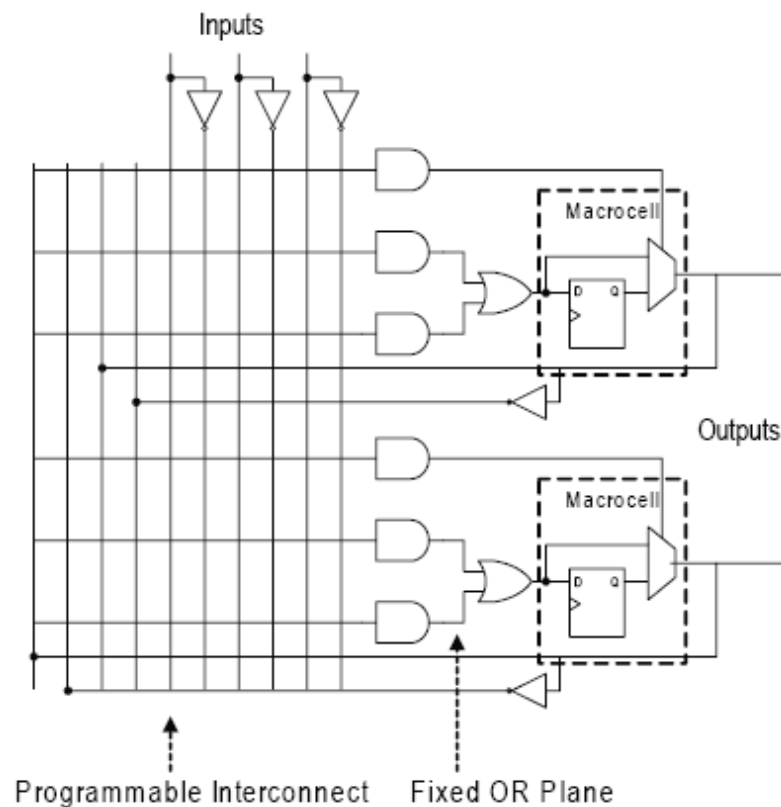 Inputs
Macrocell
D Q
Outputs
Macrocell
D Q
Programmable Interconnect
Fixed OR Plane